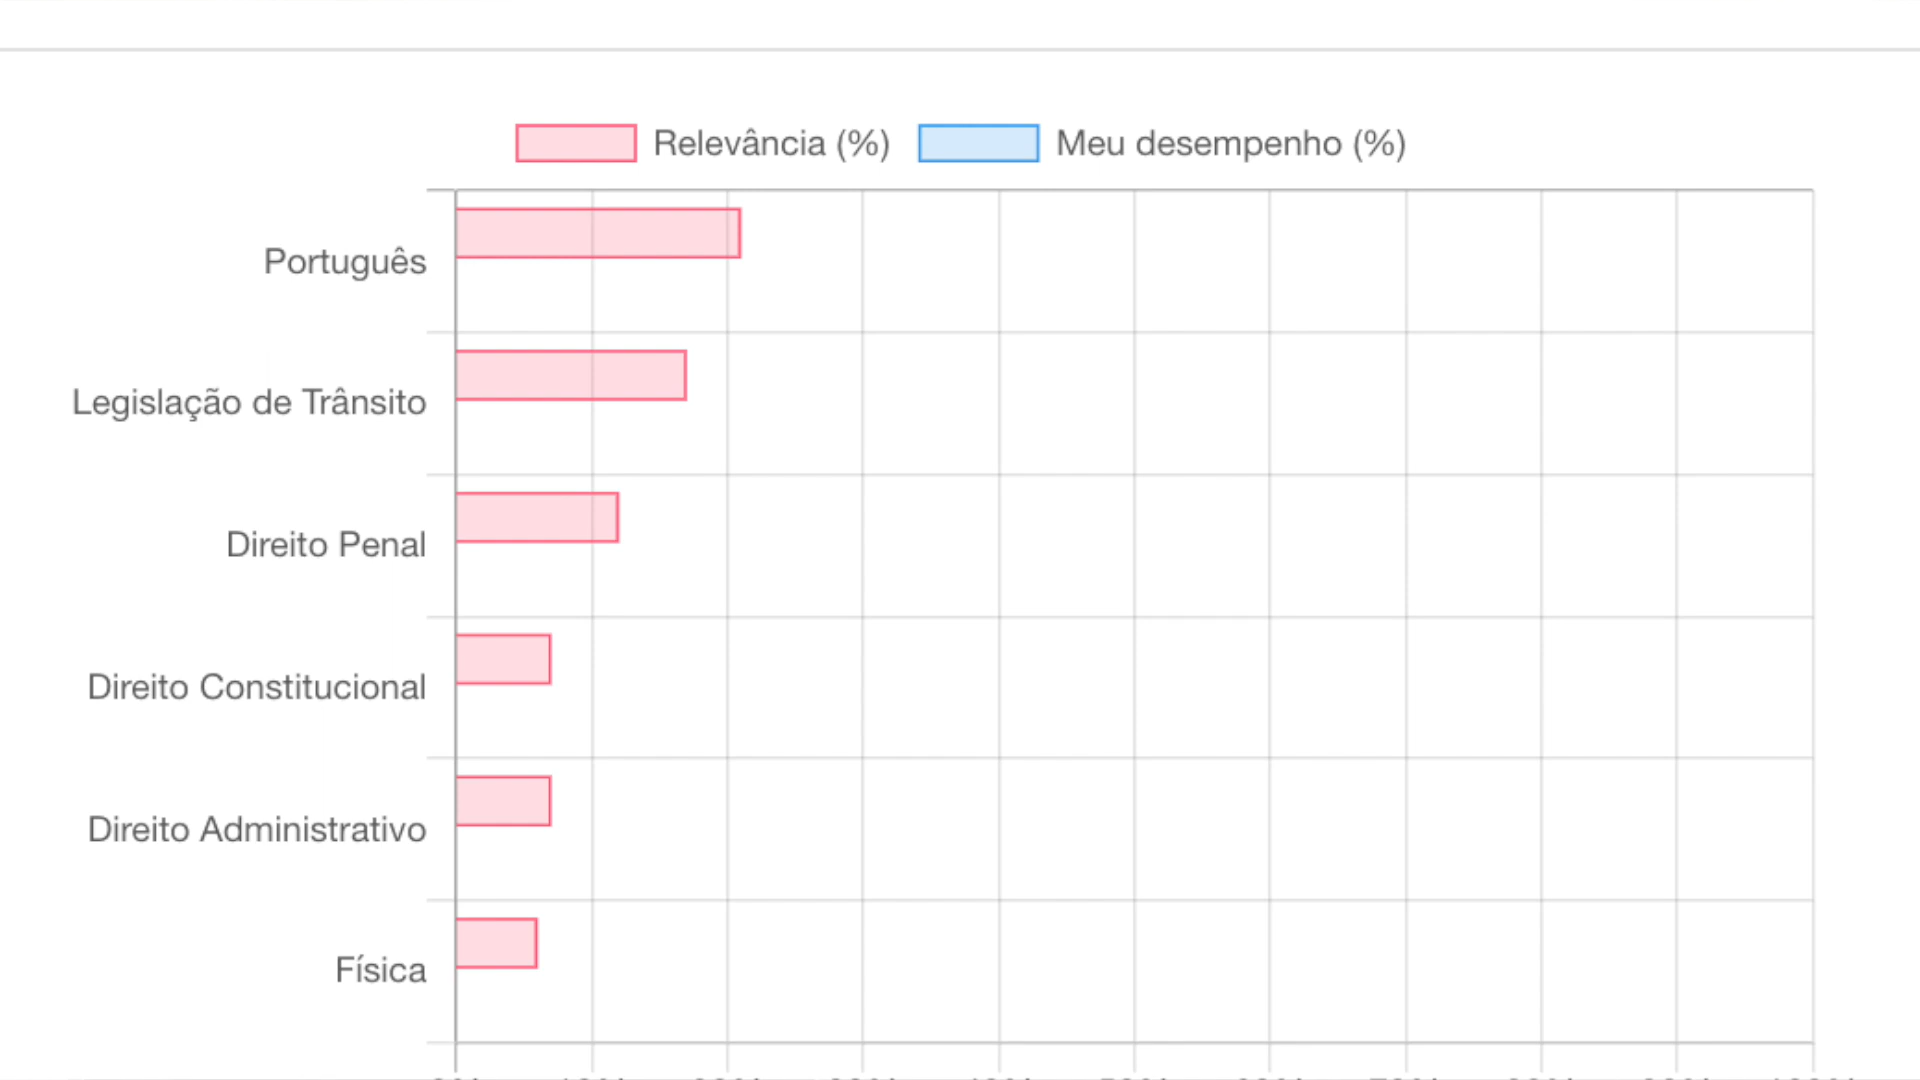 Relevância (%) Meu desempenho (%)
Português
Legislação de Trânsito
Direito Penal
Direito Constitucional
Direito Administrativo
Física